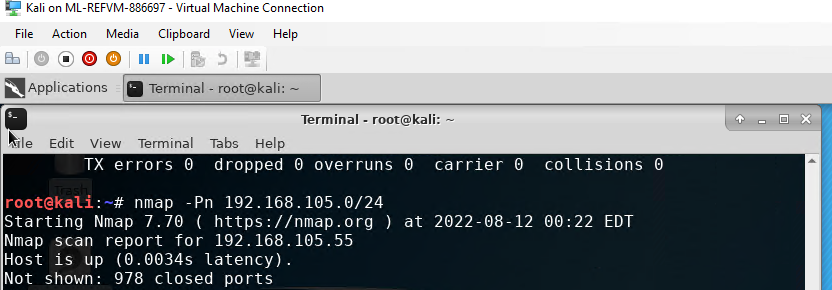 Kali on ML-REFVM-886697 - Virtual Machine Connection
File Action Media Clipboard View Help
Applications Terminal - root@kali: ~
Terminal - root@kali: ~
File Edit View Terminal Tabs Help
TX errors 0 dropped 0 overruns 0 carrier 0 collisions 0
Trash
root@kali:~# nmap -Pn 192.168.105.0/24
Starting Nmap 7.70 ( https://nmap.org ) at 2022-08-12 00:22 EDT
Nmap scan report for 192.168.105.55
Host is up (0.0034s latency).
Not shown: 978 closed ports